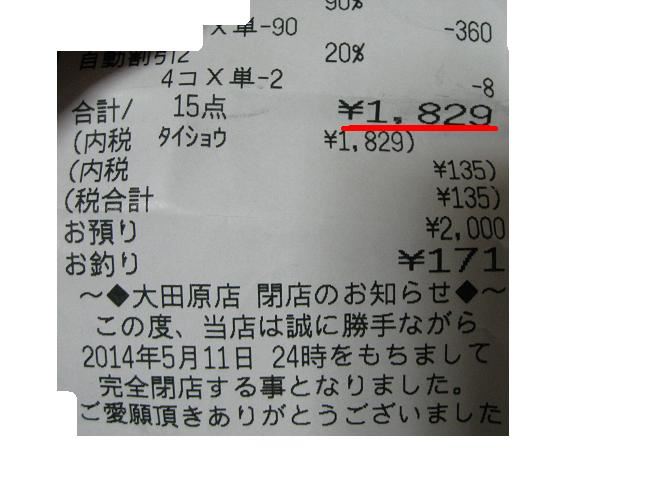 90%
X単-90 -360
自動割引2 20%
4コX単-2 -8
合計/ 15点 ¥1,829
(内税 タイショウ ¥1,829)
(内税 ¥135)
(税合計 ¥135)
お預り ¥2,000
お釣り ¥171
～◆大田原店 閉店のお知らせ◆～
この度、当店は誠に勝手ながら
2014年5月11日 24時をもちまして
完全閉店する事となりました。
ご愛願頂きありがとうございました